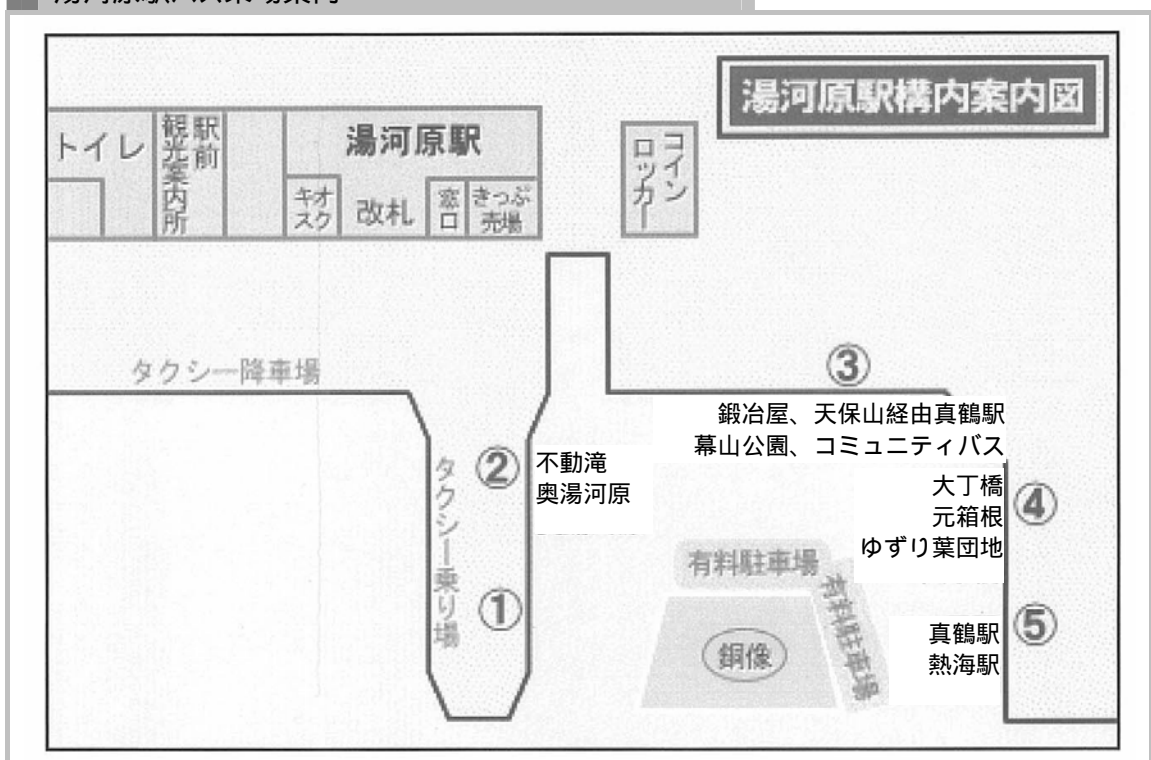 湯河原駅構内案内図
トイレ
駅前
観光案内所
湯河原駅
キオスク
改札
窓口
きっぷ
売場
コイン
ロッカー
タクシー降車場
③
鍛冶屋、天保山経由真鶴駅
幕山公園、コミュニティバス
タクシー乗り場
②
不動滝
奥湯河原
①
大丁橋
元箱根
ゆずり葉団地
④
有料駐車場
有料駐車場
銅像
真鶴駅
熱海駅
⑤